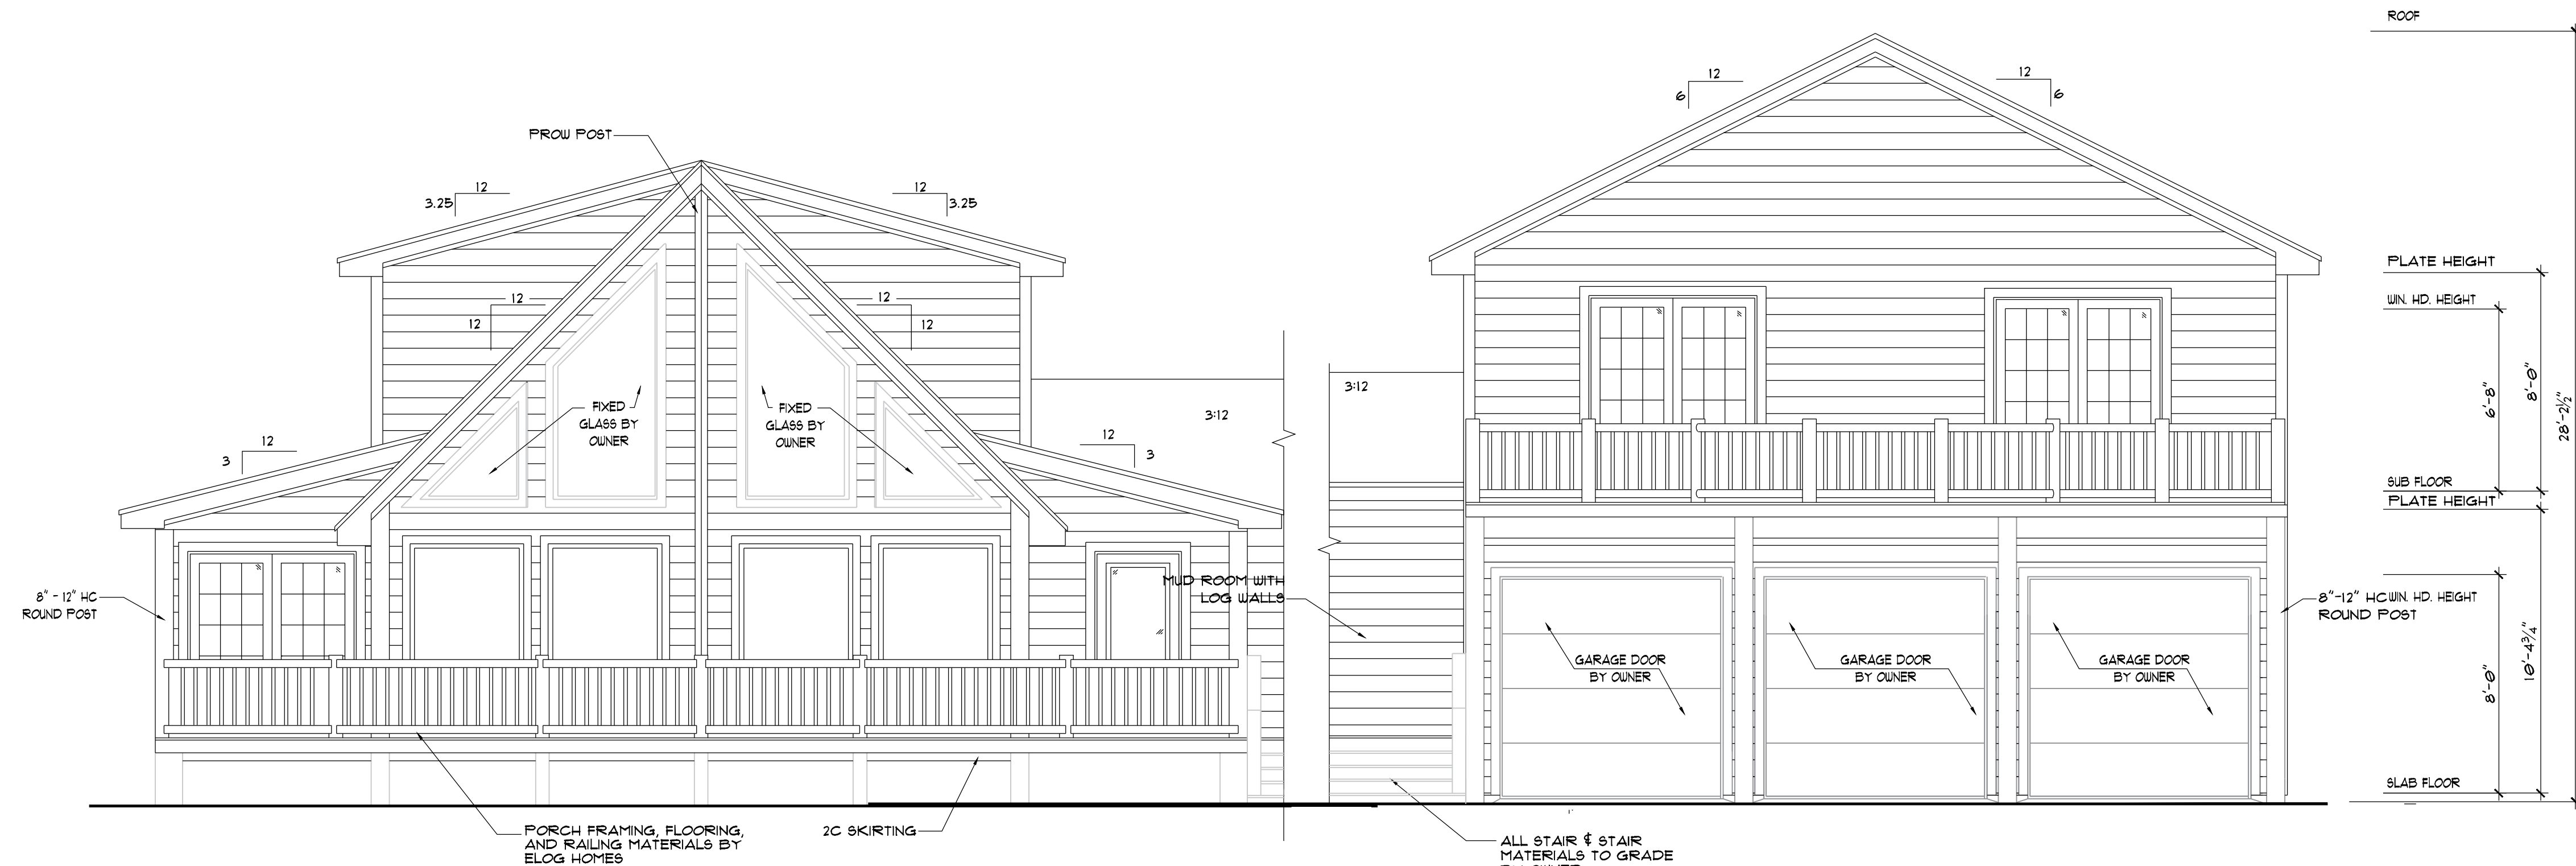 ROOF
12
6
12
6
PROW POST
12
3.25
12
3.25
PLATE HEIGHT
WIN. HD. HEIGHT
12
12
12
12
3:12
3:12
FIXED
GLASS BY
OWNER
FIXED
GLASS BY
OWNER
6'-8"
8'-0"
28'-2½"
12
3
12
3
SUB FLOOR
PLATE HEIGHT
8" - 12" HC
ROUND POST
MUD ROOM WITH
LOG WALLS
8"-12" HC
ROUND POST
WIN. HD. HEIGHT
GARAGE DOOR
BY OWNER
GARAGE DOOR
BY OWNER
GARAGE DOOR
BY OWNER
8'-0"
10'-4¾"
SLAB FLOOR
PORCH FRAMING, FLOORING,
AND RAILING MATERIALS BY
ELOG HOMES
2C SKIRTING
ALL STAIR & STAIR
MATERIALS TO GRADE